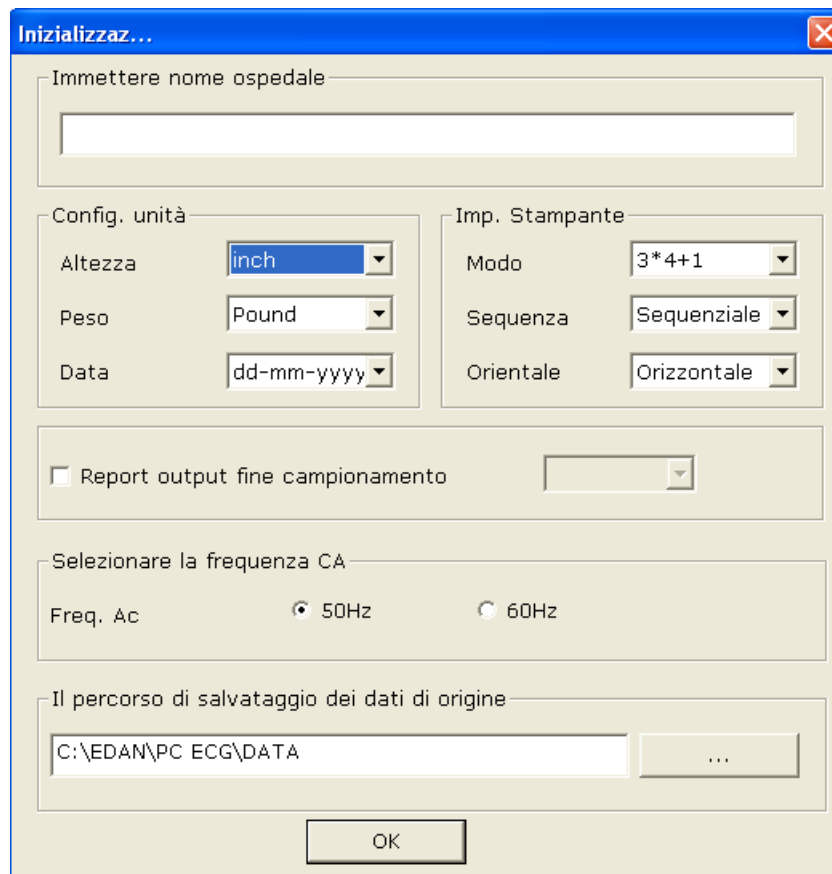 Inizializzaz...
Immettere nome ospedale
Config. unità
Altezza inch
Peso Pound
Data dd-mm-yyyy
Imp. Stampante
Modo 3*4+1
Sequenza Sequenziale
Orientale Orizzontale
Report output fine campionamento
Selezionare la frequenza CA
Freq. Ac 50Hz 60Hz
Il percorso di salvataggio dei dati di origine
C:\EDAN\PC ECG\DATA ...
OK